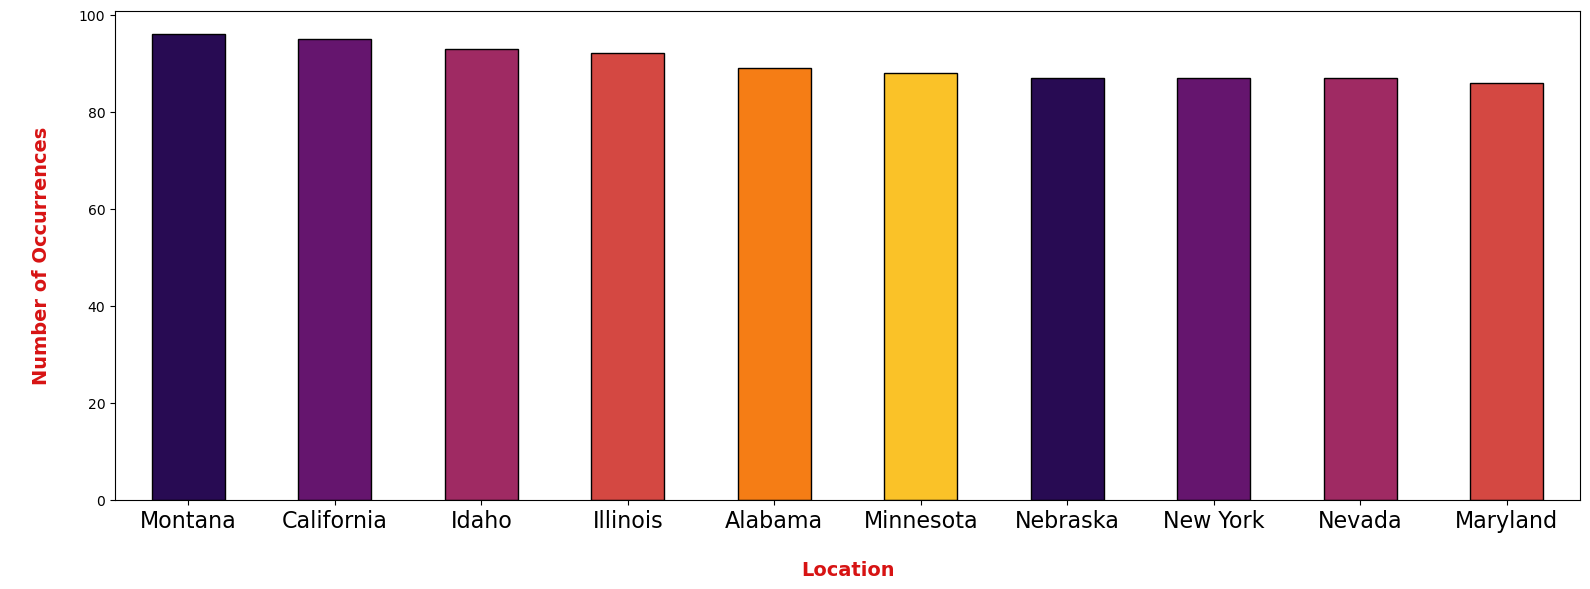 100
80
60
40
20
0
Number of Occurrences
Montana California Idaho Illinois Alabama Minnesota Nebraska New York Nevada Maryland
Location